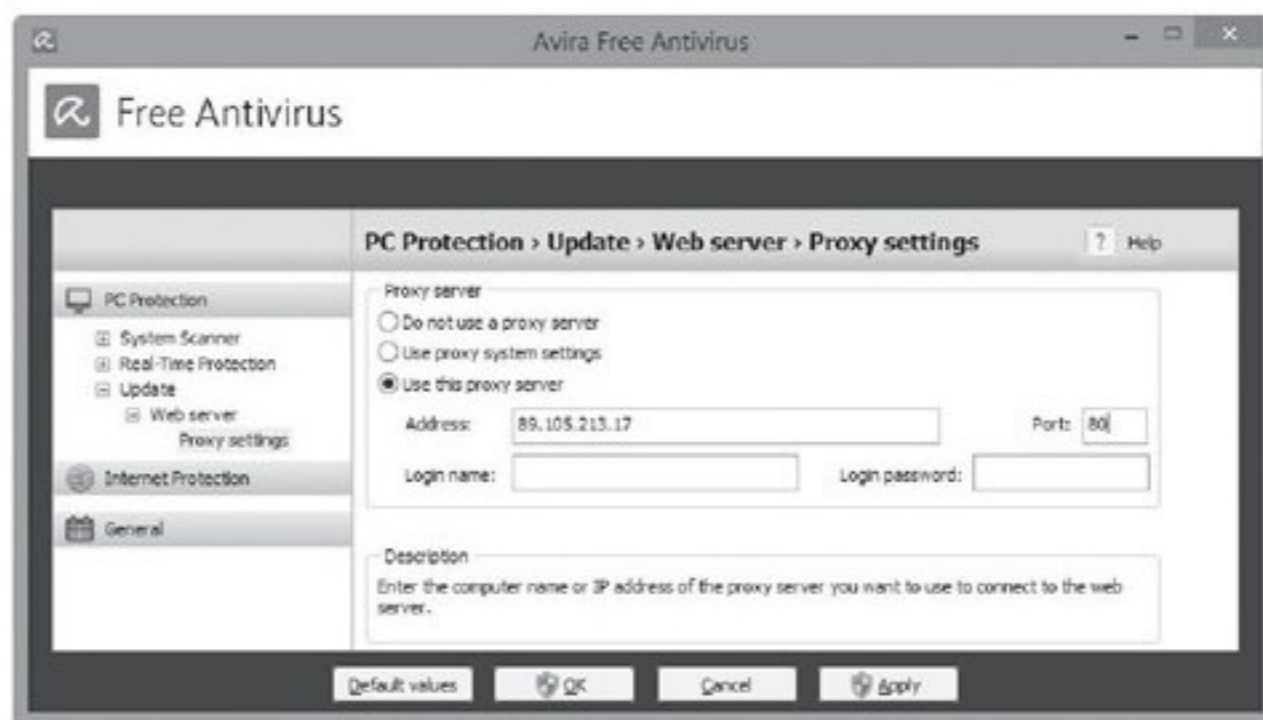 Avira Free Antivirus
Free Antivirus
PC Protection › Update › Web server › Proxy settings
? Help
PC Protection
System Scanner
Real-Time Protection
Update
Web server
Proxy settings
Internet Protection
General
Proxy server
Do not use a proxy server
Use proxy system settings
Use this proxy server
Address: 89.105.213.17 Port: 80
Login name: Login password:
Description
Enter the computer name or IP address of the proxy server you want to use to connect to the web
server.
Default values OK Cancel Apply